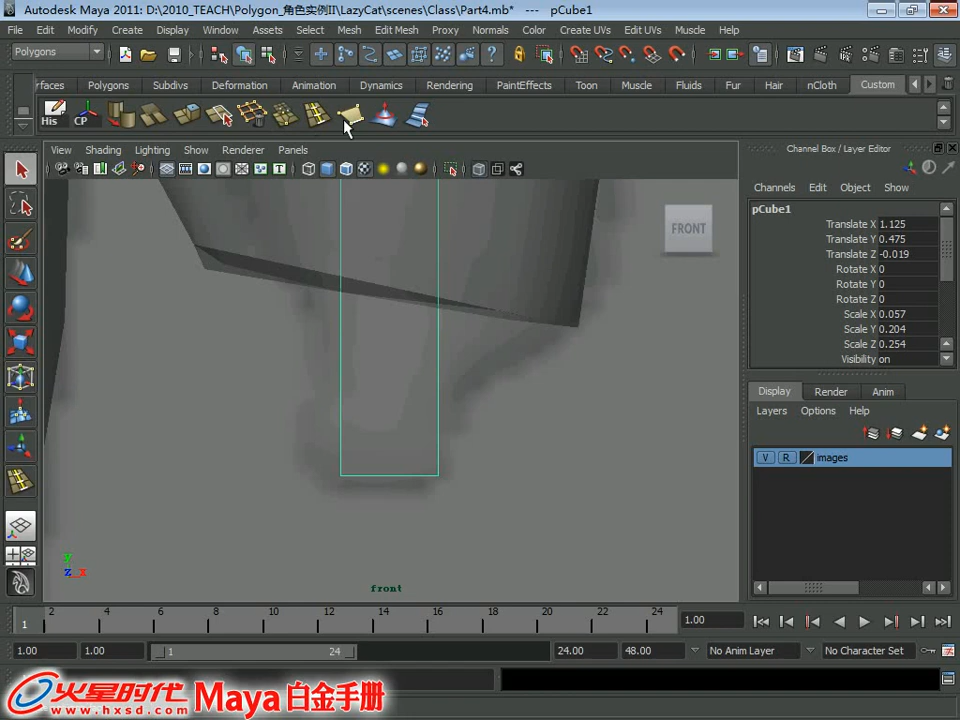 Autodesk Maya 2011: D:\2010_TEACH\Polygon_角色实例II\LazyCat\scenes\Class\Part4.mb* --- pCube1
File Edit Modify Create Display Window Assets Select Mesh Edit Mesh Proxy Normals Color Create UVs Edit UVs Muscle Help
Polygons
rfaces Polygons Subdivs Deformation Animation Dynamics Rendering PaintEffects Toon Muscle Fluids Fur Hair nCloth Custom
His CP
View Shading Lighting Show Renderer Panels
Channel Box / Layer Editor
Channels Edit Object Show
pCube1
Translate X 1.125
Translate Y 0.475
Translate Z -0.019
Rotate X 0
Rotate Y 0
Rotate Z 0
Scale X 0.057
Scale Y 0.204
Scale Z 0.254
Visibility on
FRONT
Display Render Anim
Layers Options Help
V R images
y
z x
front
1 2 4 6 8 10 12 14 16 18 20 22 24 1.00
1.00 1.00 1 24 24.00 48.00 No Anim Layer No Character Set
火星时代 Maya 白金手册
www.hxsd.com